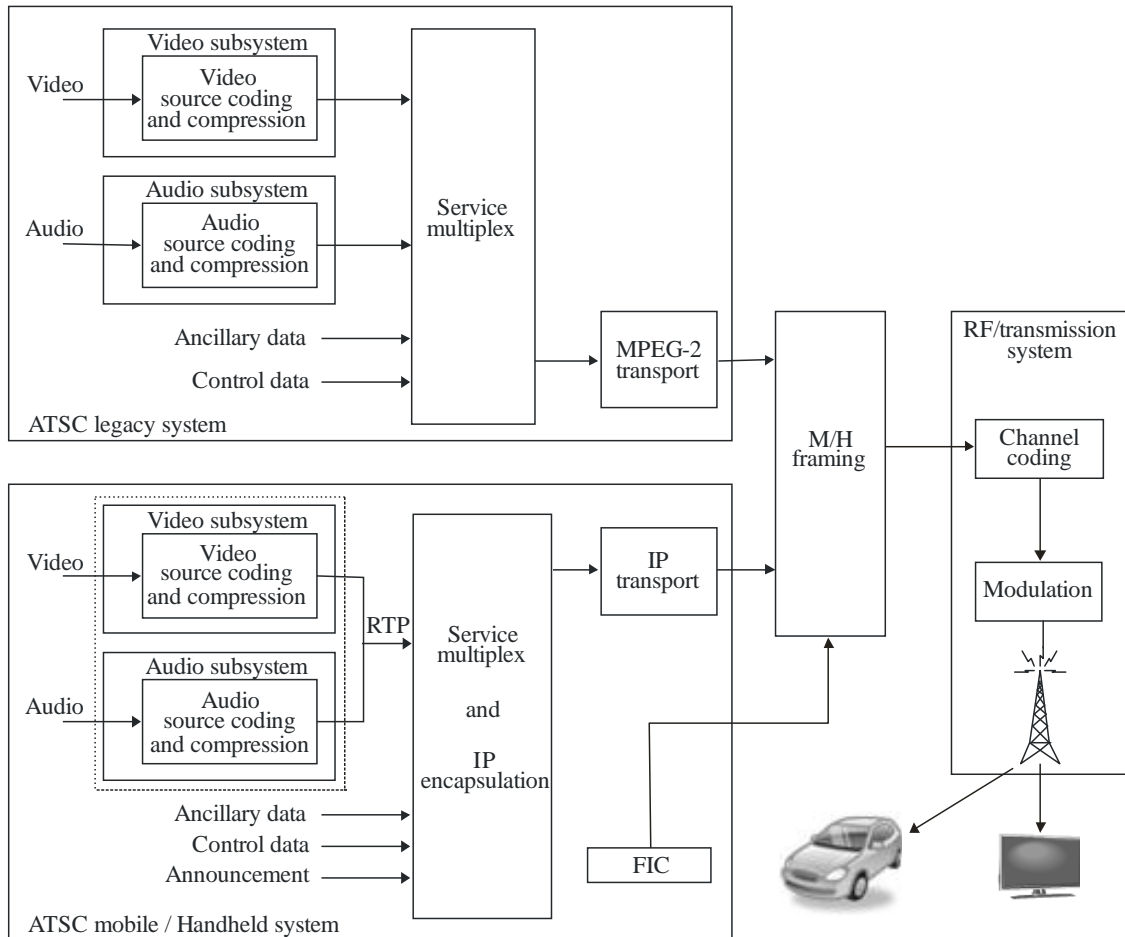 Video subsystem
Video
Video
source coding
and compression
Audio subsystem
Audio
Audio
source coding
and compression
Service
multiplex
Ancillary data
Control data
MPEG-2
transport
ATSC legacy system
M/H
framing
RF/transmission
system
Channel
coding
Modulation
Video subsystem
Video
Video
source coding
and compression
RTP
Audio subsystem
Audio
Audio
source coding
and compression
Service
multiplex
and
IP
encapsulation
IP
transport
Ancillary data
Control data
Announcement
FIC
ATSC mobile / Handheld system